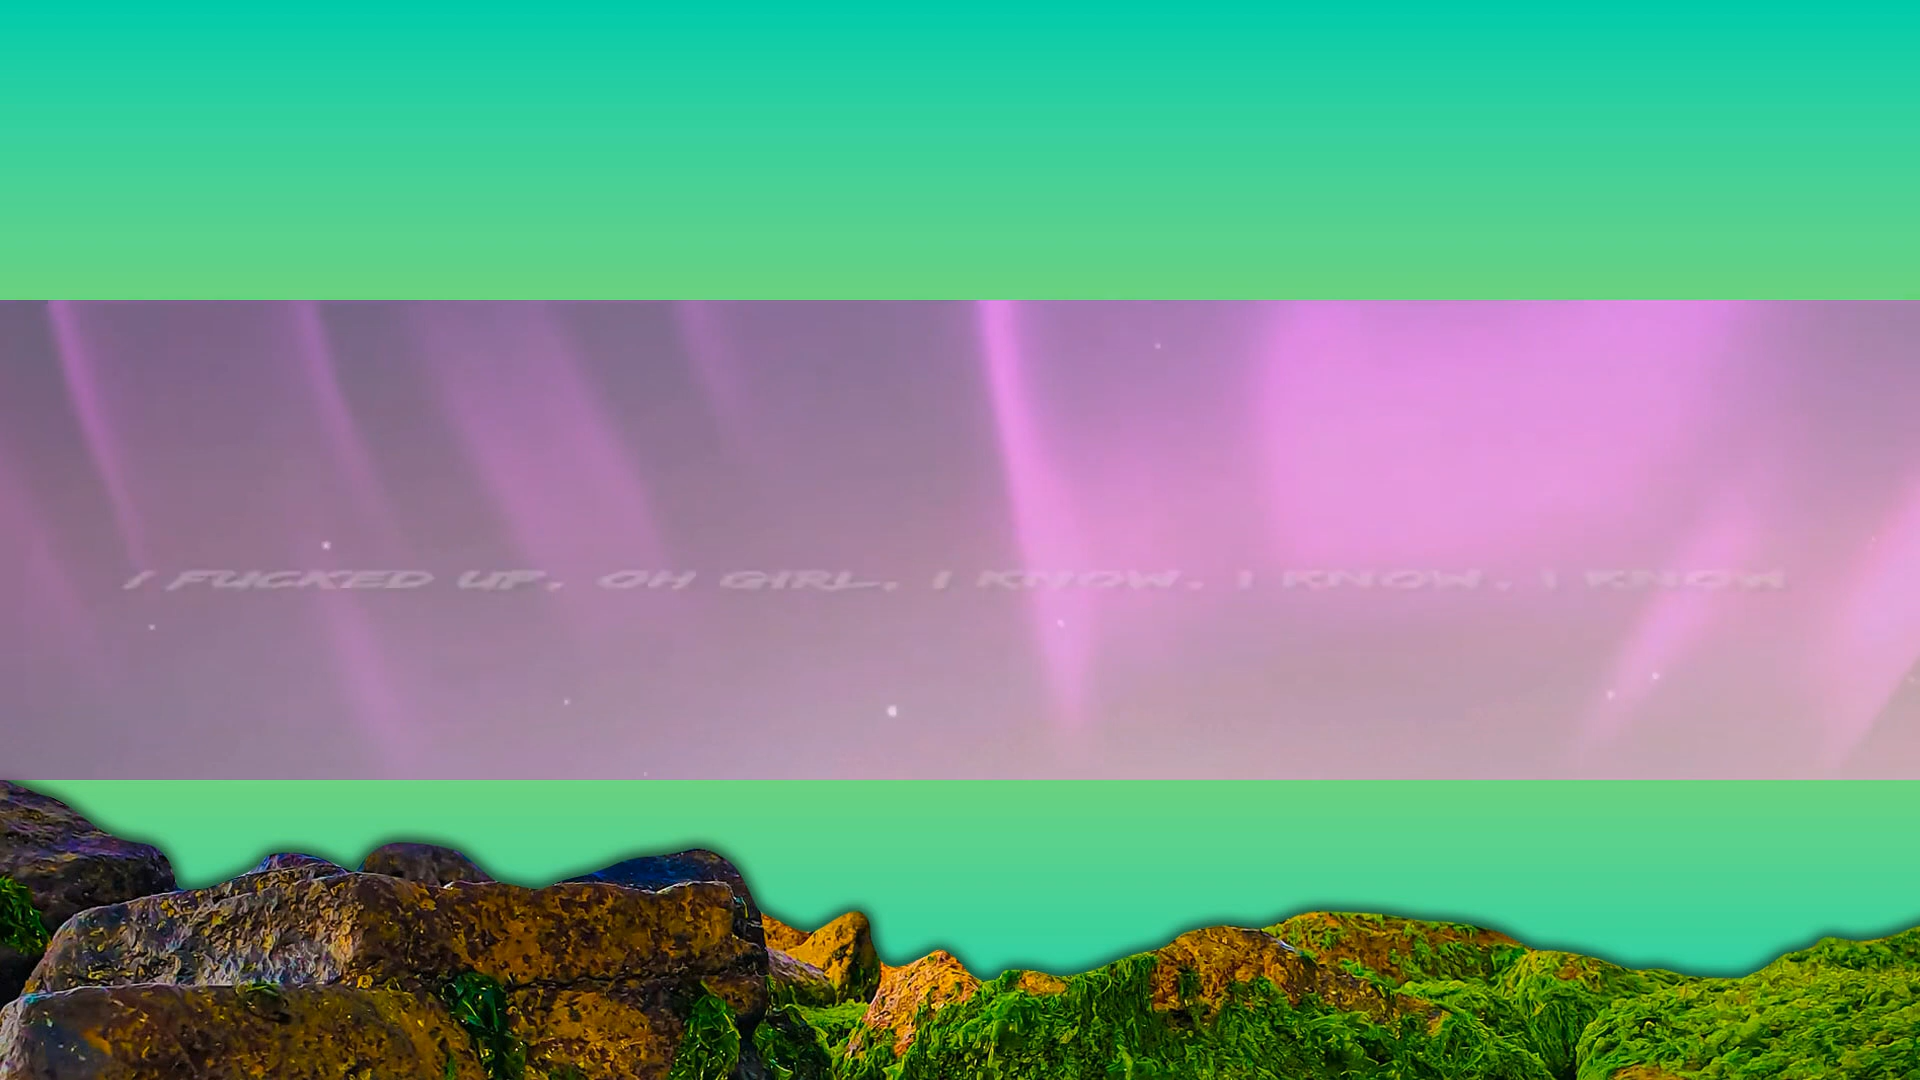 I FUCKED UP, OH GIRL, I KNOW, I KNOW, I KNOW